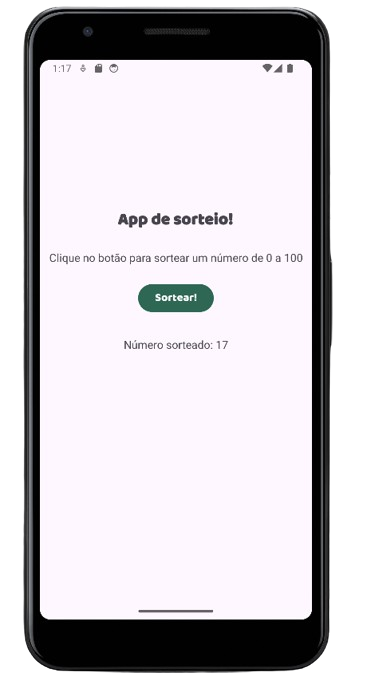 1:17
App de sorteio!
Clique no botão para sortear um número de 0 a 100
Sortear!
Número sorteado: 17